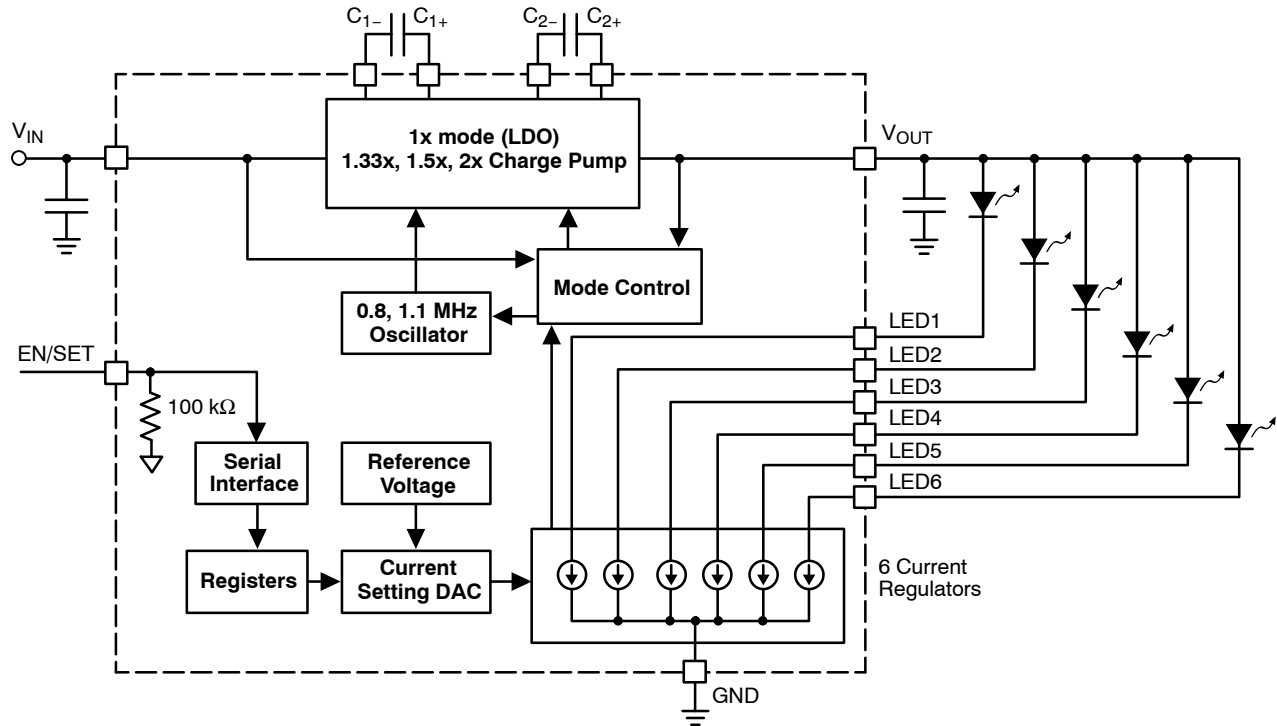 C1− C1+ C2− C2+
VIN
1x mode (LDO)
1.33x, 1.5x, 2x Charge Pump
VOUT
Mode Control
0.8, 1.1 MHz
Oscillator
EN/SET
100 kΩ
LED1
LED2
LED3
LED4
LED5
LED6
Serial
Interface
Reference
Voltage
Registers
Current
Setting DAC
6 Current
Regulators
GND